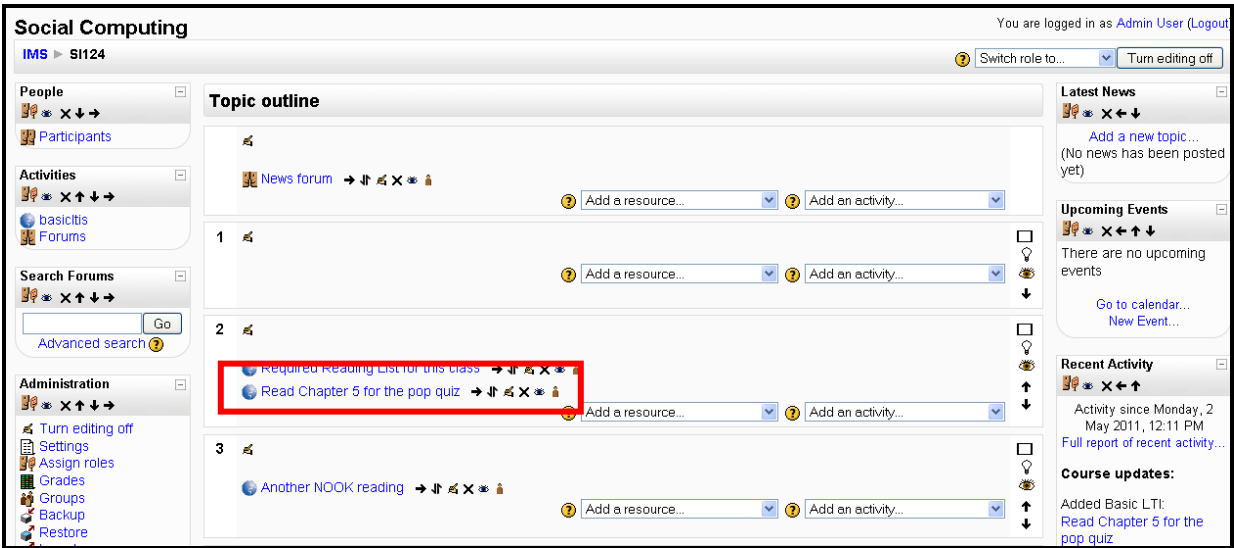 Social Computing
You are logged in as Admin User (Logout)
IMS ► SI124
Switch role to...
Turn editing off
People
Participants
Activities
basicltis
Forums
Search Forums
Go
Advanced search
Administration
Turn editing off
Settings
Assign roles
Grades
Groups
Backup
Restore
Topic outline
News forum
Add a resource...
Add an activity...
1
Add a resource...
Add an activity...
2
Required Reading List for this class
Read Chapter 5 for the pop quiz
Add a resource...
Add an activity...
3
Another NOOK reading
Add a resource...
Add an activity...
Latest News
Add a new topic...
(No news has been posted
yet)
Upcoming Events
There are no upcoming
events
Go to calendar...
New Event...
Recent Activity
Activity since Monday, 2
May 2011, 12:11 PM
Full report of recent activity...
Course updates:
Added Basic LTI:
Read Chapter 5 for the
pop quiz